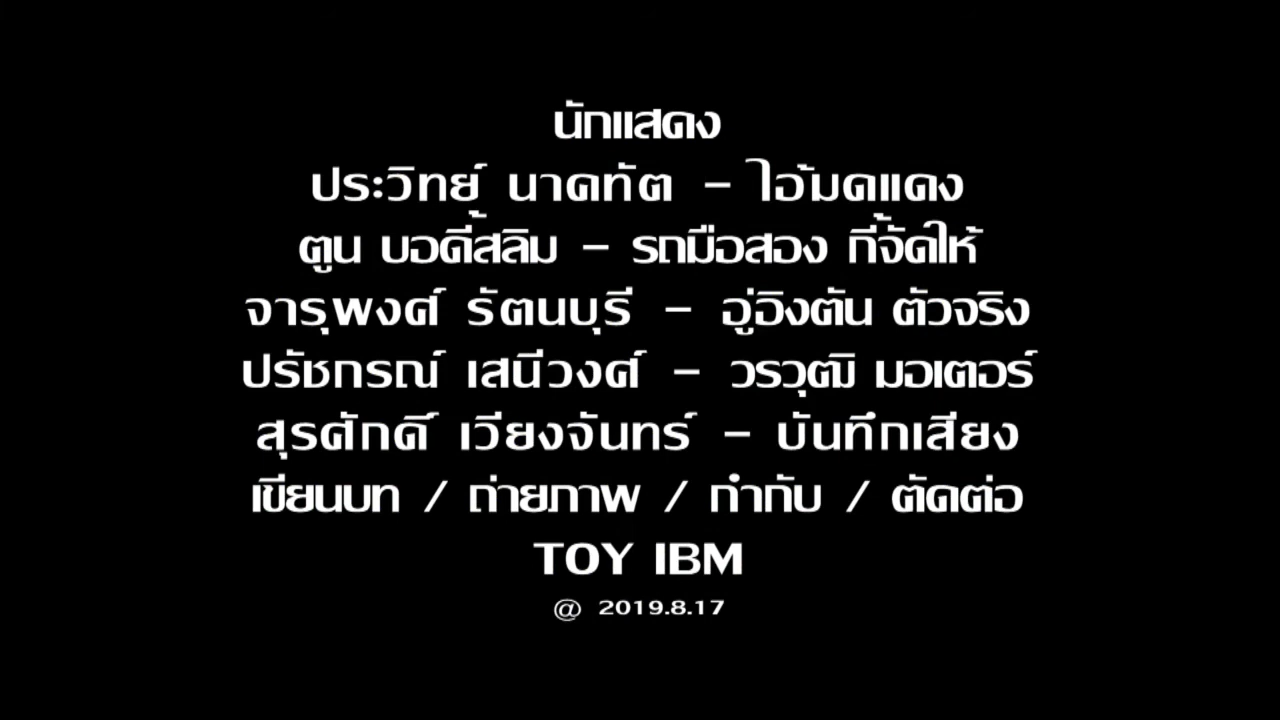 นักแสดง
ประวิทย์ นาคทัต - ไอ้มดแดง
ตูน บอดี้สลิม - รถมือสอง กี้จัดให้
จารุพงศ์ รัตนบุรี - อู่อิงตัน ตัวจริง
ปรัชกรณ์ เสนีวงศ์ - วรวุฒิ มอเตอร์
สุรศักดิ์ เวียงจันทร์ - บันทึกเสียง
เขียนบท / ถ่ายภาพ / กำกับ / ตัดต่อ
TOY IBM
@ 2019.8.17